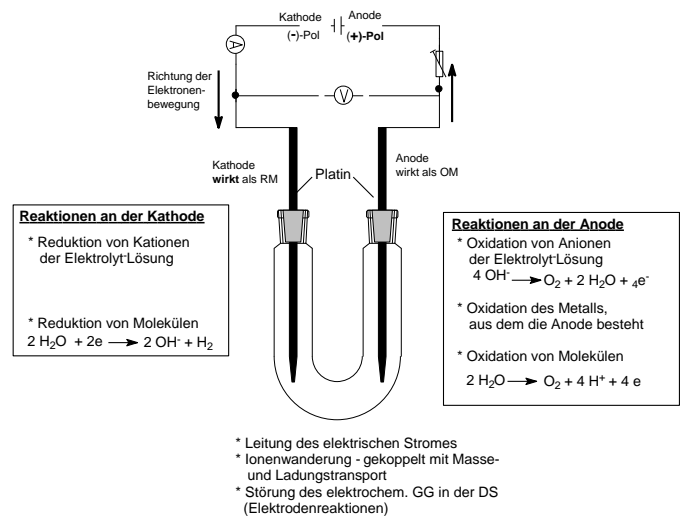 Kathode Anode
(-)-Pol (+)-Pol
A
Richtung der
Elektronen-
bewegung
V
Kathode
wirkt als RM
Platin
Anode
wirkt als OM
Reaktionen an der Kathode
* Reduktion von Kationen
der Elektrolyt-Lösung
* Reduktion von Molekülen
2 H₂O + 2e ⟶ 2 OH⁻ + H₂
Reaktionen an der Anode
* Oxidation von Anionen
der Elektrolyt-Lösung
4 OH⁻ ⟶ O₂ + 2 H₂O + ₄e⁻
* Oxidation des Metalls,
aus dem die Anode besteht
* Oxidation von Molekülen
2 H₂O ⟶ O₂ + 4 H⁺ + 4 e
* Leitung des elektrischen Stromes
* Ionenwanderung - gekoppelt mit Masse-
und Ladungstransport
* Störung des elektrochem. GG in der DS
(Elektrodenreaktionen)